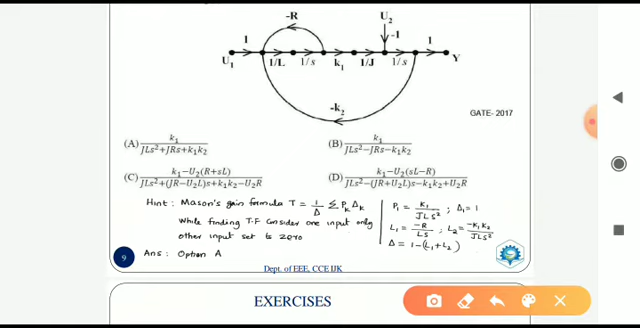 -R
U₂
1
-1
1
U₁
1/L
1/s
k₁
1/J
1/s
Y
-k₂
GATE- 2017
(A) k₁/(JLs²+JRs+k₁k₂)
(B) k₁/(JLs²−JRs−k₁k₂)
(C) (k₁−U₂(R+sL))/(JLs²+(JR−U₂L)s+k₁k₂−U₂R)
(D) (k₁−U₂(sL−R))/(JLs²−(JR+U₂L)s−k₁k₂+U₂R)
Hint: Mason's gain formula T = 1/Δ Σ Pₖ Δₖ
While finding T.F Consider one input only
other input set to zero
P₁ = K₁/(JLs²) ; Δ₁ = 1
L₁ = -R/(Ls) ; L₂ = -K₁K₂/(JLs²)
Δ = 1-(L₁+L₂)
Ans: Option A
9
Dept. of EEE, CCE IJK
EXERCISES